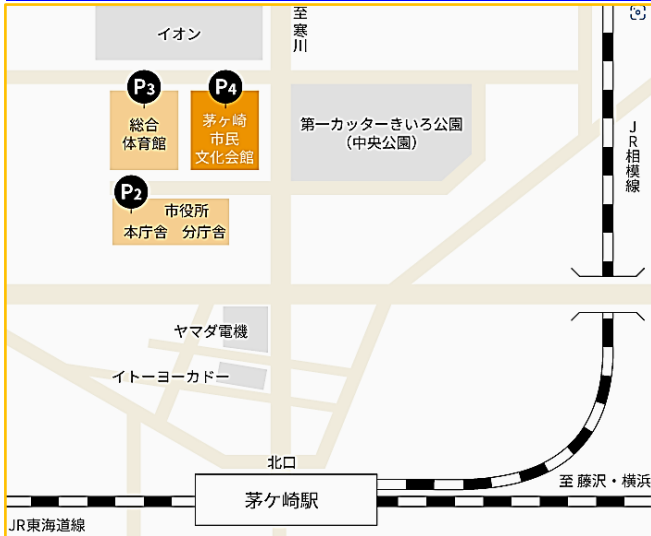 至寒川
イオン
P3
P4
総合
体育館
茅ヶ崎
市民
文化会館
第一カッターきいろ公園
（中央公園）
JR相模線
P2
市役所
本庁舎　分庁舎
ヤマダ電機
イトーヨーカドー
北口
茅ケ崎駅
至 藤沢・横浜
JR東海道線